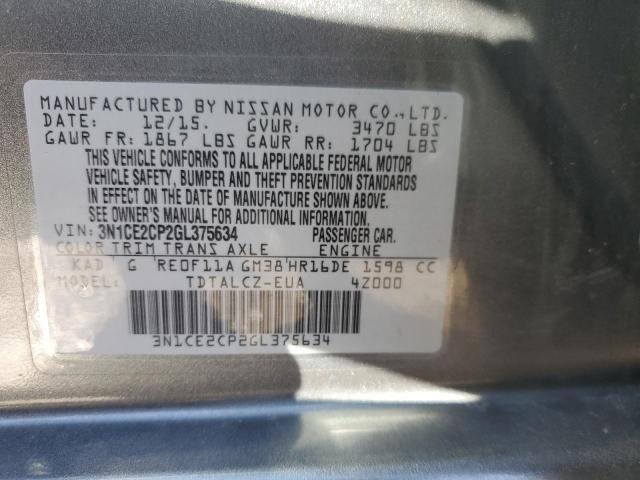 MANUFACTURED BY NISSAN MOTOR CO., LTD.
DATE: 12/15. GVWR: 3470 LBS
GAWR FR: 1867 LBS GAWR RR: 1704 LBS
THIS VEHICLE CONFORMS TO ALL APPLICABLE FEDERAL MOTOR
VEHICLE SAFETY, BUMPER AND THEFT PREVENTION STANDARDS
IN EFFECT ON THE DATE OF MANUFACTURE SHOWN ABOVE.
SEE OWNER'S MANUAL FOR ADDITIONAL INFORMATION.
VIN: 3N1CE2CP2GL375634 PASSENGER CAR.
COLOR TRIM TRANS AXLE ENGINE
KAD G RE0F11A GM38 HR16DE 1598 CC
MODEL: TDTALCZ-EUA 4Z000
3N1CE2CP2GL375634